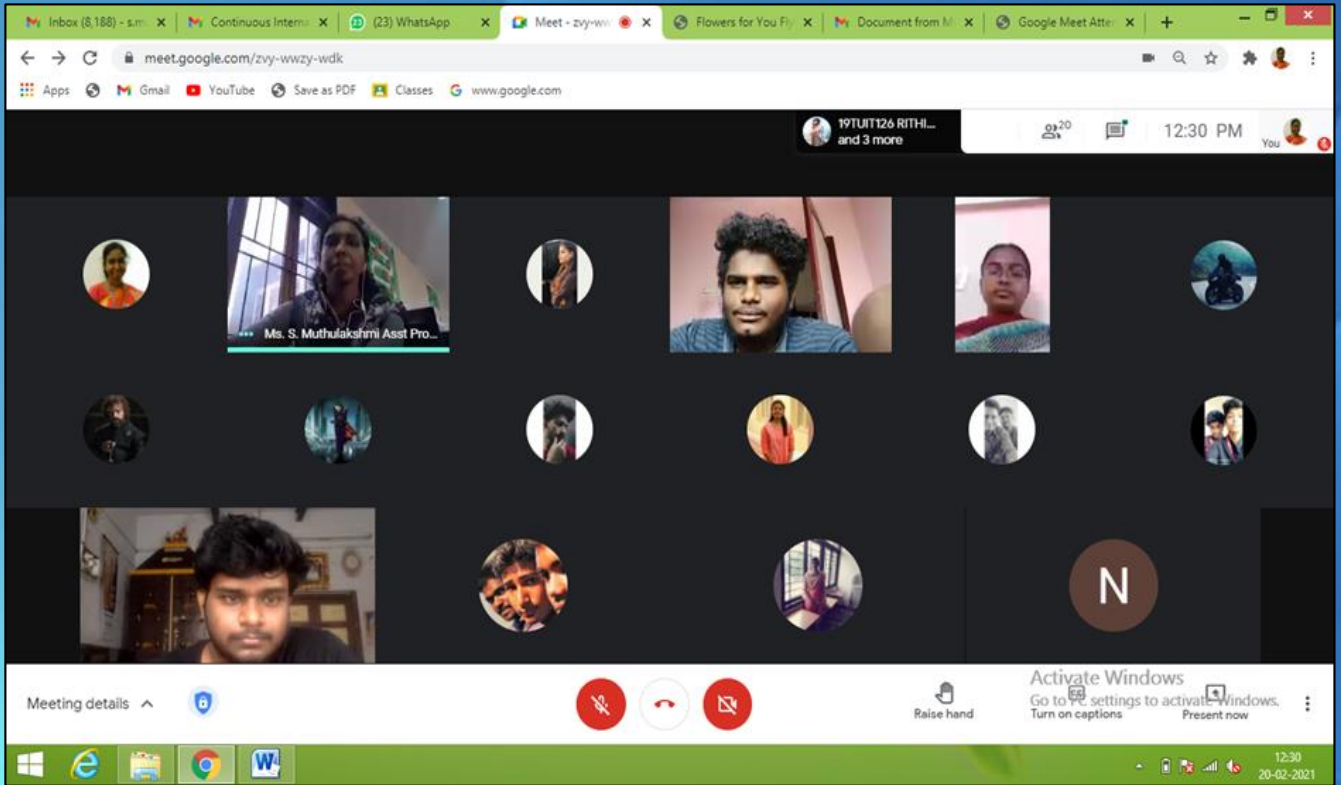 Inbox (8,188) - s.m
Continuous Interna
(23) WhatsApp
Meet - zvy-ww
Flowers for You Fly
Document from M
Google Meet Atten
meet.google.com/zvy-wwzy-wdk
Apps
Gmail
YouTube
Save as PDF
Classes
www.google.com
19TUIT126 RITHI...
and 3 more
20
12:30 PM
You
Ms. S. Muthulakshmi Asst Pro...
N
Meeting details
Raise hand
Turn on captions
Present now
Activate Windows
Go to PC settings to activate Windows.
12:30
20-02-2021